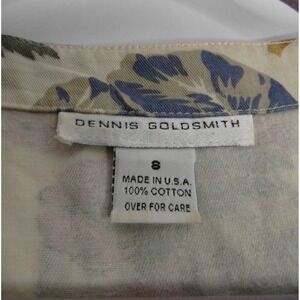 DENNIS GOLDSMITH
8
MADE IN U.S.A.
100% COTTON
OVER FOR CARE